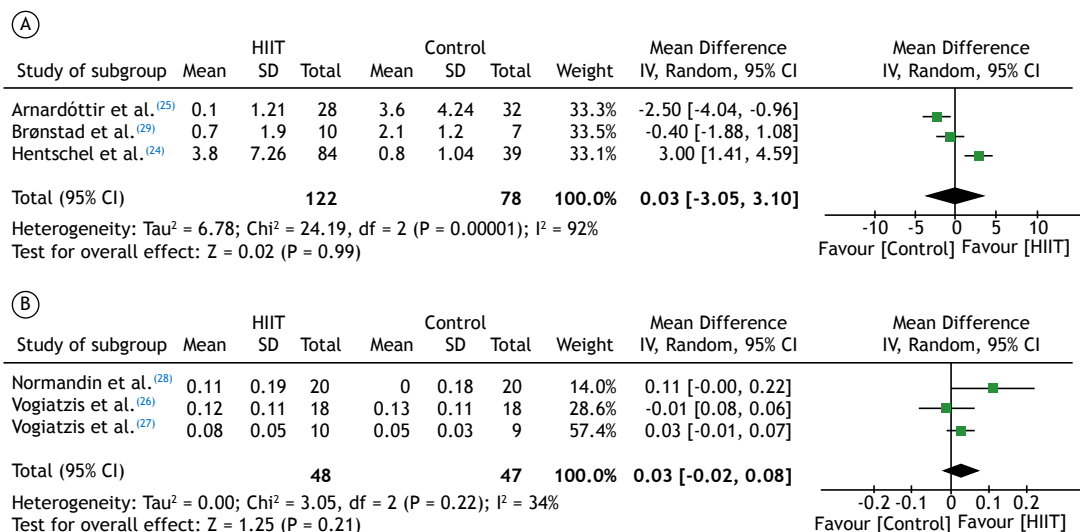 A
HIIT Control Mean Difference Mean Difference
Study of subgroup Mean SD Total Mean SD Total Weight IV, Random, 95% CI IV, Random, 95% CI
Arnardóttir et al.(25) 0.1 1.21 28 3.6 4.24 32 33.3% -2.50 [-4.04, -0.96]
Brønstad et al.(29) 0.7 1.9 10 2.1 1.2 7 33.5% -0.40 [-1.88, 1.08]
Hentschel et al.(24) 3.8 7.26 84 0.8 1.04 39 33.1% 3.00 [1.41, 4.59]
Total (95% CI) 122 78 100.0% 0.03 [-3.05, 3.10]
Heterogeneity: Tau² = 6.78; Chi² = 24.19, df = 2 (P = 0.00001); I² = 92%
-10 -5 0 5 10
Test for overall effect: Z = 0.02 (P = 0.99)
Favour [Control] Favour [HIIT]
B
HIIT Control Mean Difference Mean Difference
Study of subgroup Mean SD Total Mean SD Total Weight IV, Random, 95% CI IV, Random, 95% CI
Normandin et al.(28) 0.11 0.19 20 0 0.18 20 14.0% 0.11 [-0.00, 0.22]
Vogiatzis et al.(26) 0.12 0.11 18 0.13 0.11 18 28.6% -0.01 [0.08, 0.06]
Vogiatzis et al.(27) 0.08 0.05 10 0.05 0.03 9 57.4% 0.03 [-0.01, 0.07]
Total (95% CI) 48 47 100.0% 0.03 [-0.02, 0.08]
Heterogeneity: Tau² = 0.00; Chi² = 3.05, df = 2 (P = 0.22); I² = 34%
-0.2 -0.1 0 0.1 0.2
Test for overall effect: Z = 1.25 (P = 0.21)
Favour [Control] Favour [HIIT]